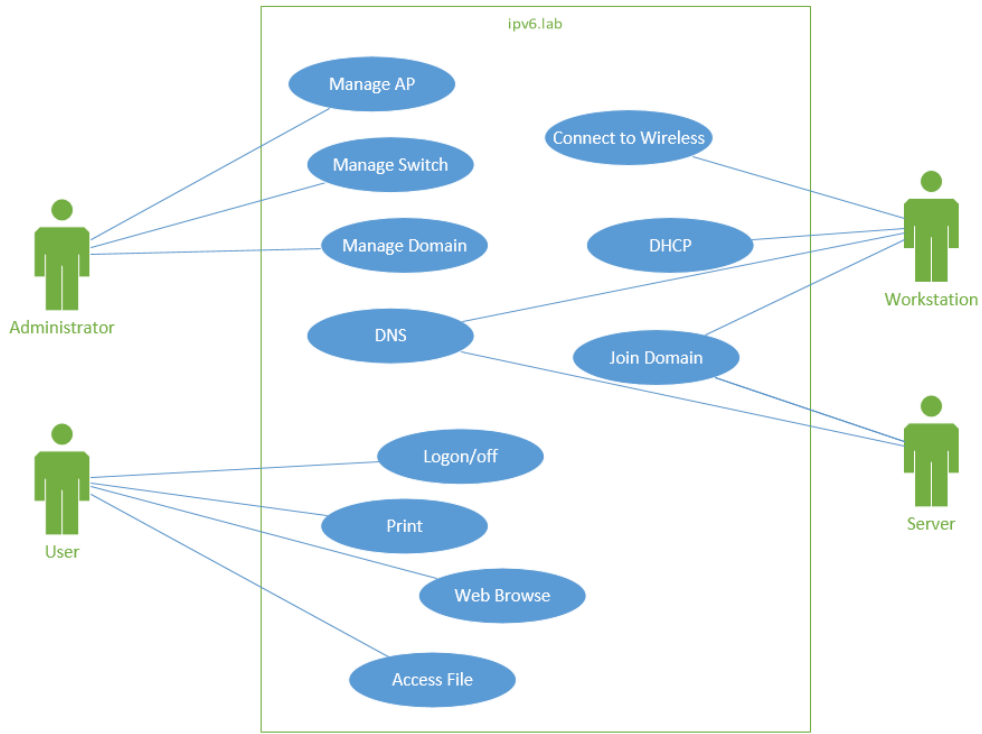 ipv6.lab
Manage AP
Connect to Wireless
Manage Switch
Manage Domain
DHCP
Workstation
Administrator
DNS
Join Domain
Logon/off
Server
Print
User
Web Browse
Access File